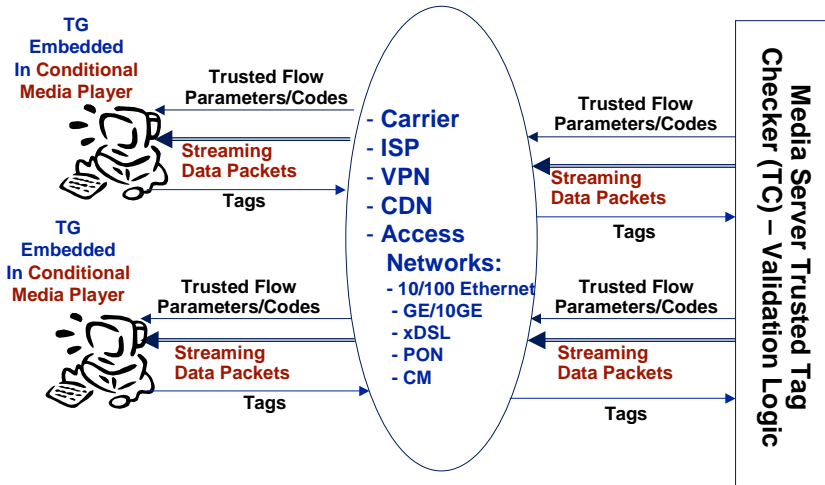 TG
Embedded
In Conditional
Media Player
Trusted Flow
Parameters/Codes
Streaming
Data Packets
Tags
TG
Embedded
In Conditional
Media Player
Trusted Flow
Parameters/Codes
Streaming
Data Packets
Tags
- Carrier
- ISP
- VPN
- CDN
- Access
Networks:
- 10/100 Ethernet
- GE/10GE
- xDSL
- PON
- CM
Trusted Flow
Parameters/Codes
Streaming
Data Packets
Tags
Trusted Flow
Parameters/Codes
Streaming
Data Packets
Tags
Media Server Trusted Tag
Checker (TC) – Validation Logic